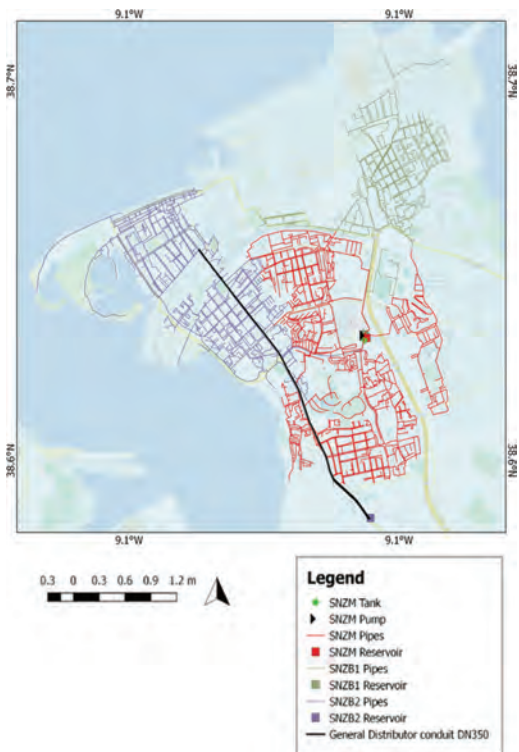 9.1°W 9.1°W
38.7°N 38.7°N
38.6°N 38.6°N
9.1°W 9.1°W
0.3 0 0.3 0.6 0.9 1.2 m
Legend
SNZM Tank
SNZM Pump
SNZM Pipes
SNZM Reservoir
SNZB1 Pipes
SNZB1 Reservoir
SNZB2 Pipes
SNZB2 Reservoir
General Distributor conduit DN350